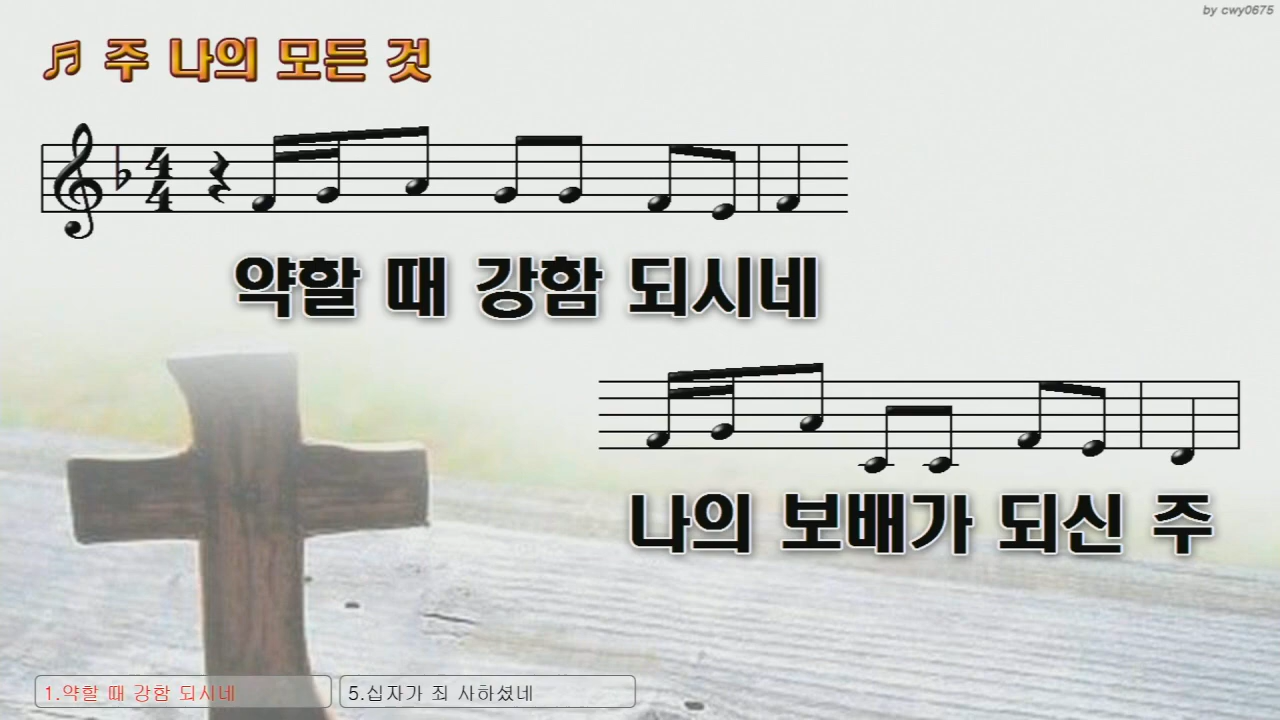 by cwy0675
주 나의 모든 것
약할 때 강함 되시네
나의 보배가 되신 주
1.약할 때 강함 되시네
5.십자가 죄 사하셨네